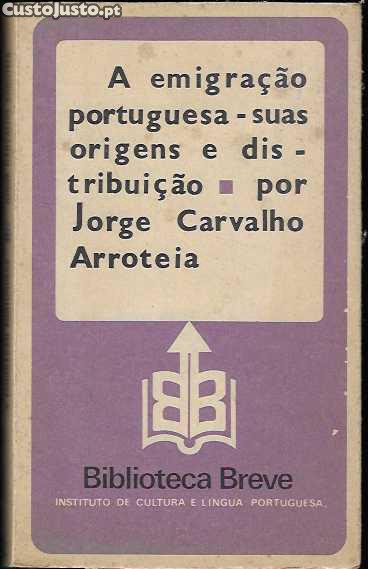 CustoJusto.pt
A emigração
portuguesa - suas
origens e dis -
tribuição ▪ por
Jorge Carvalho
Arroteia
BB
Biblioteca Breve
INSTITUTO DE CULTURA E LÍNGUA PORTUGUESA